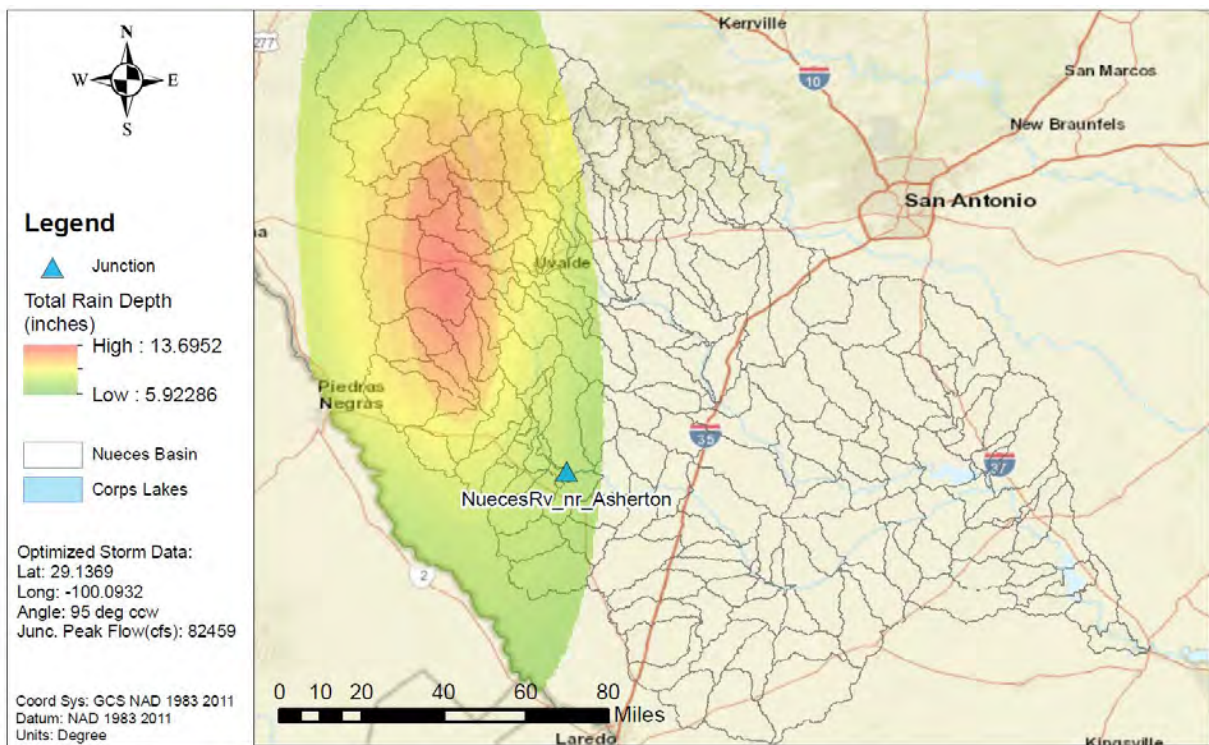 N
W E
S
Legend
Junction
Total Rain Depth
(inches)
High : 13.6952
Low : 5.92286
Nueces Basin
Corps Lakes
Optimized Storm Data:
Lat: 29.1369
Long: -100.0932
Angle: 95 deg ccw
Junc. Peak Flow(cfs): 82459
Coord Sys: GCS NAD 1983 2011
Datum: NAD 1983 2011
Units: Degree
277
Kerrville
10
San Marcos
New Braunfels
San Antonio
na
Uvalde
Piedras
Negras
35
37
NuecesRv_nr_Asherton
2
0 10 20 40 60 80
Miles
Laredo
Kingsville